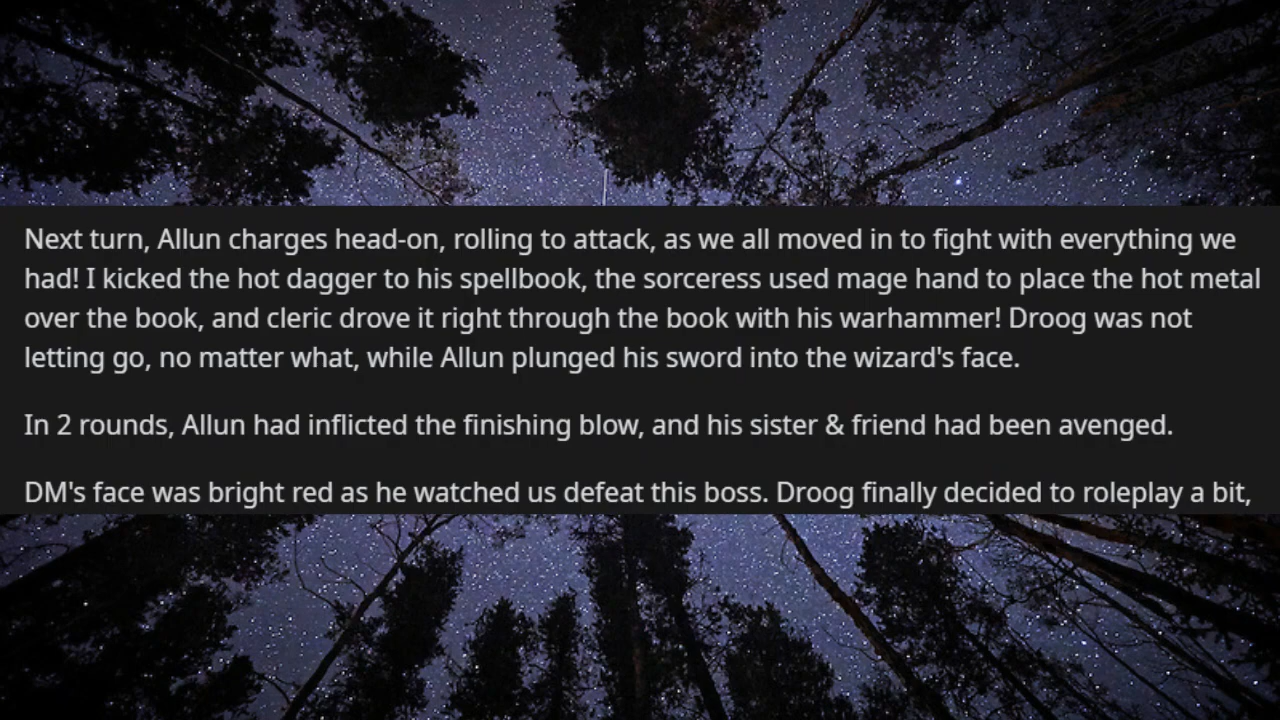 Next turn, Allun charges head-on, rolling to attack, as we all moved in to fight with everything we
had! I kicked the hot dagger to his spellbook, the sorceress used mage hand to place the hot metal
over the book, and cleric drove it right through the book with his warhammer! Droog was not
letting go, no matter what, while Allun plunged his sword into the wizard's face.
In 2 rounds, Allun had inflicted the finishing blow, and his sister & friend had been avenged.
DM's face was bright red as he watched us defeat this boss. Droog finally decided to roleplay a bit,